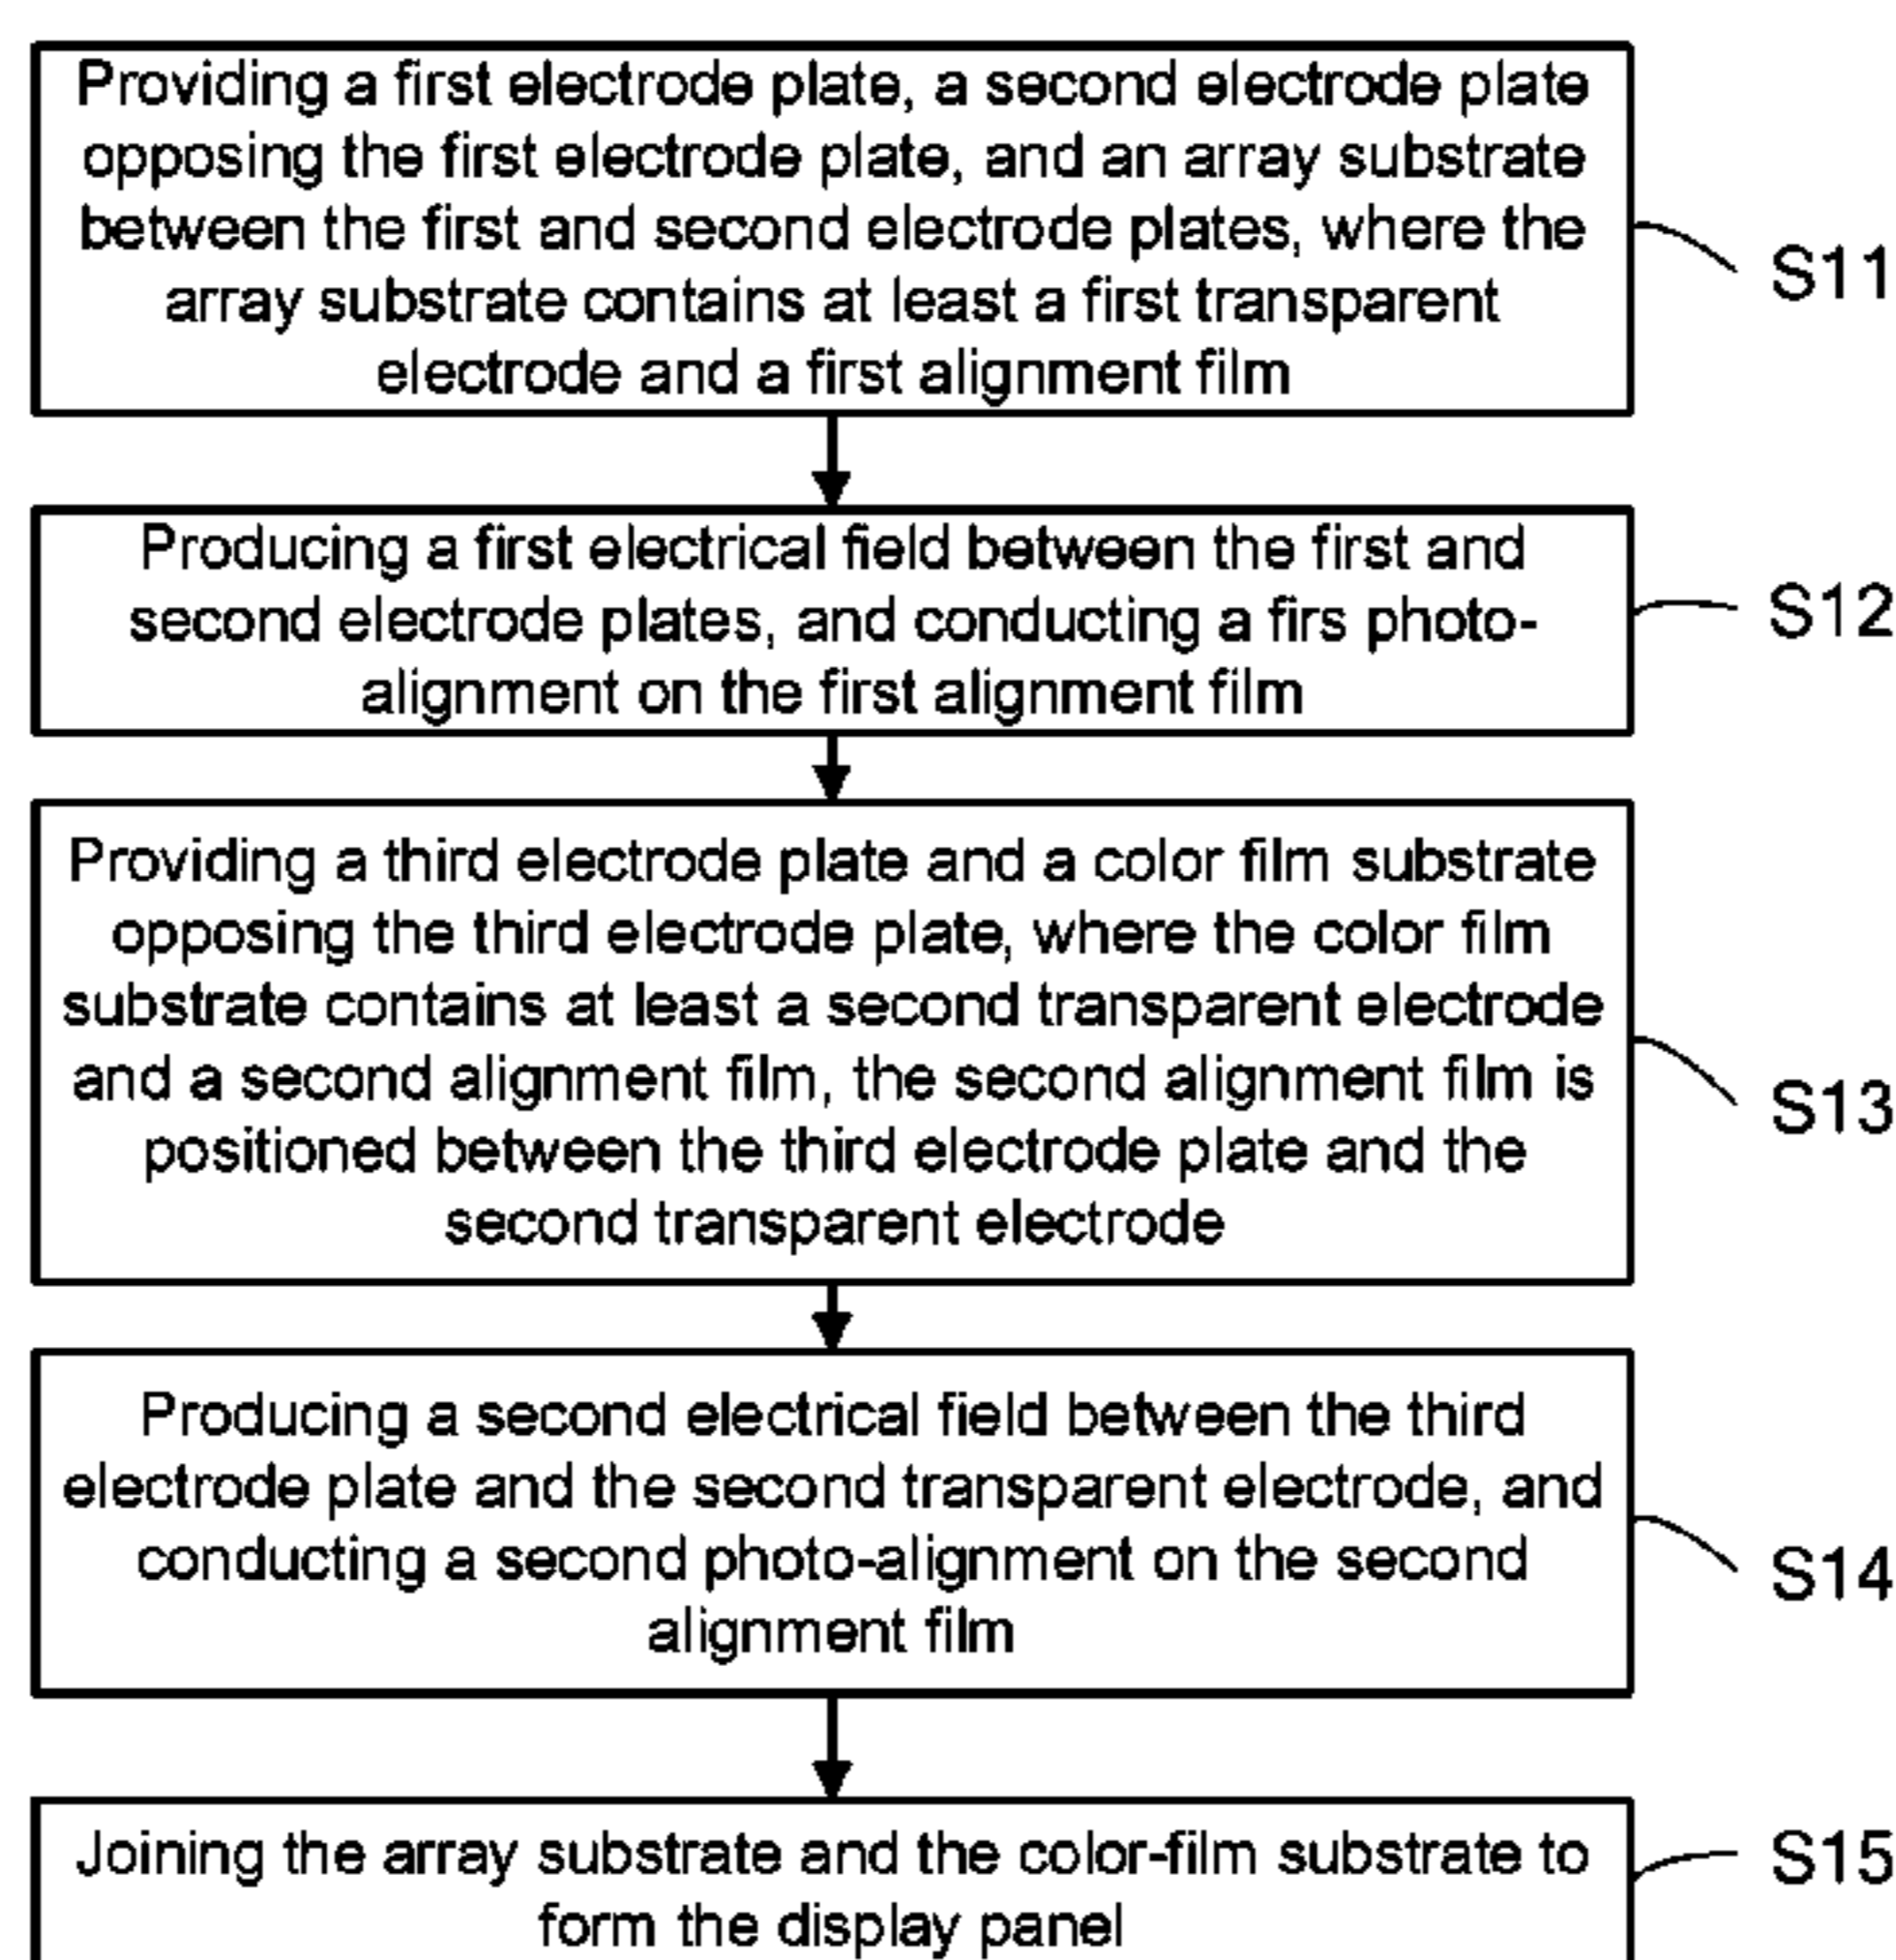 Providing a first electrode plate, a second electrode plate
opposing the first electrode plate, and an array substrate
between the first and second electrode plates, where the
array substrate contains at least a first transparent
electrode and a first alignment film
S11
Producing a first electrical field between the first and
second electrode plates, and conducting a firs photo-
alignment on the first alignment film
S12
Providing a third electrode plate and a color film substrate
opposing the third electrode plate, where the color film
substrate contains at least a second transparent electrode
and a second alignment film, the second alignment film is
positioned between the third electrode plate and the
second transparent electrode
S13
Producing a second electrical field between the third
electrode plate and the second transparent electrode, and
conducting a second photo-alignment on the second
alignment film
S14
Joining the array substrate and the color-film substrate to
form the display panel
S15